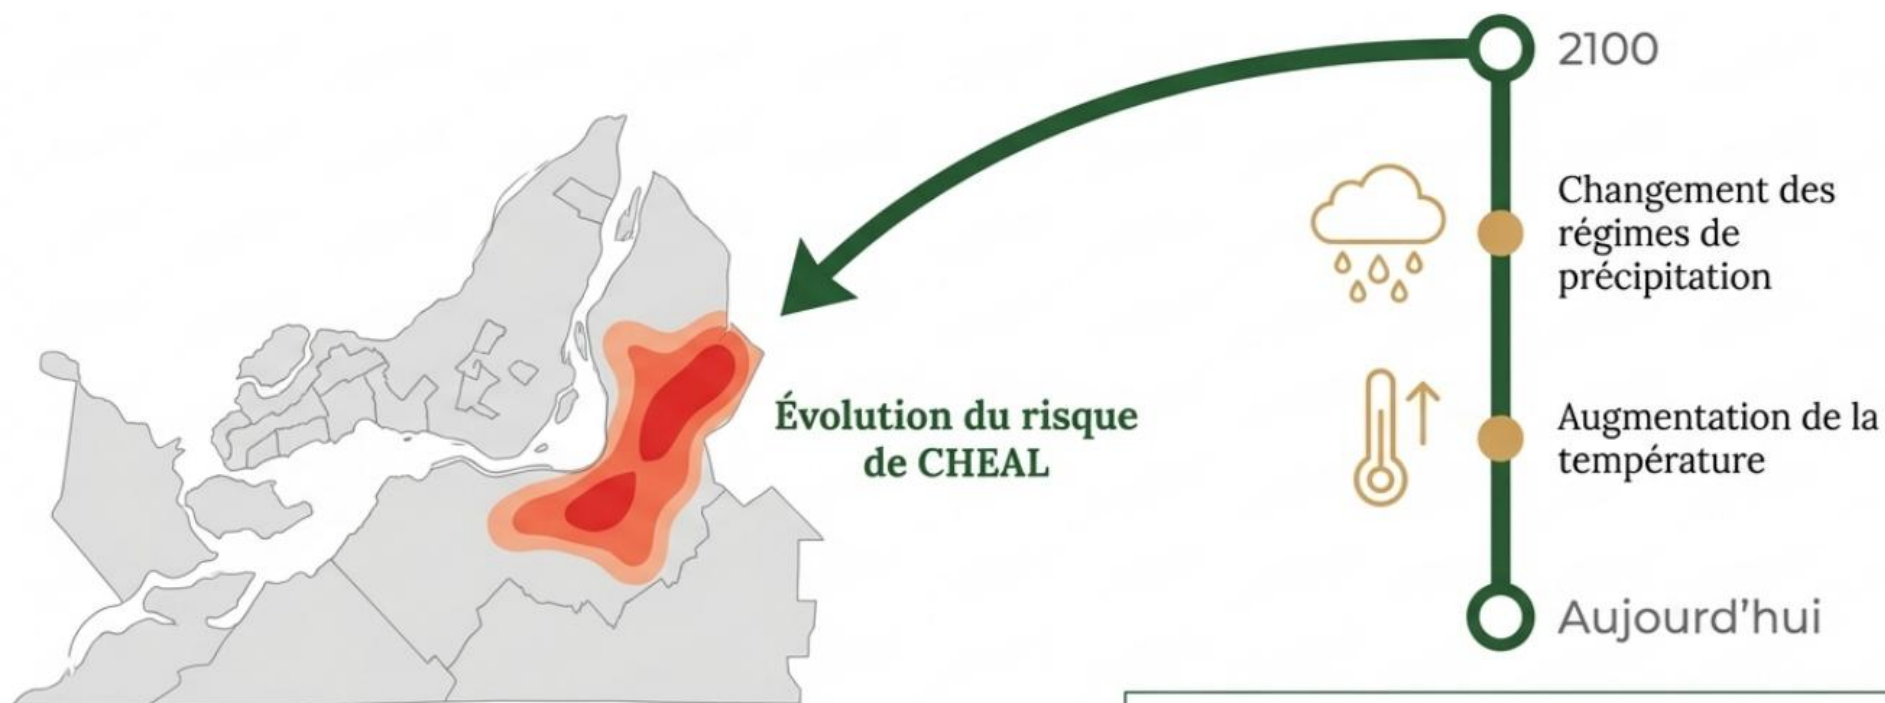 2100
Changement des
régimes de
précipitation
Évolution du risque
de CHEAL
Augmentation de la
température
Aujourd'hui